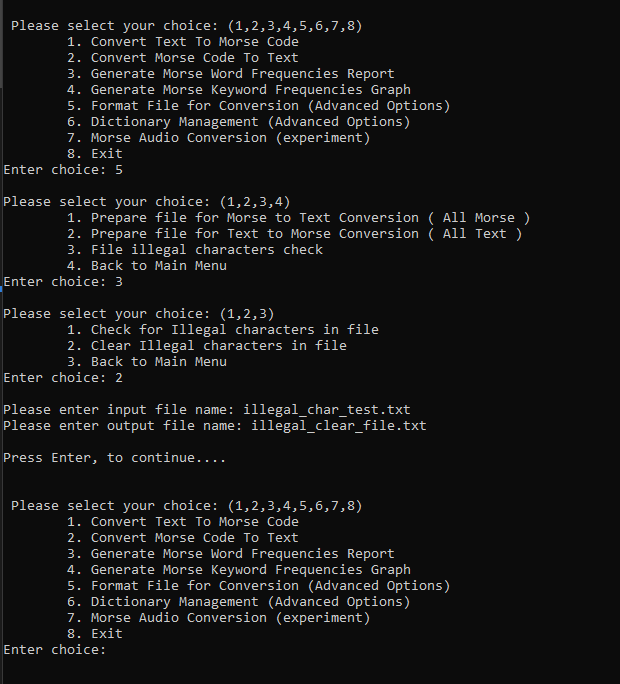 Please select your choice: (1,2,3,4,5,6,7,8)
1. Convert Text To Morse Code
2. Convert Morse Code To Text
3. Generate Morse Word Frequencies Report
4. Generate Morse Keyword Frequencies Graph
5. Format File for Conversion (Advanced Options)
6. Dictionary Management (Advanced Options)
7. Morse Audio Conversion (experiment)
8. Exit
Enter choice: 5
Please select your choice: (1,2,3,4)
1. Prepare file for Morse to Text Conversion ( All Morse )
2. Prepare file for Text to Morse Conversion ( All Text )
3. File illegal characters check
4. Back to Main Menu
Enter choice: 3
Please select your choice: (1,2,3)
1. Check for Illegal characters in file
2. Clear Illegal characters in file
3. Back to Main Menu
Enter choice: 2
Please enter input file name: illegal_char_test.txt
Please enter output file name: illegal_clear_file.txt
Press Enter, to continue....
Please select your choice: (1,2,3,4,5,6,7,8)
1. Convert Text To Morse Code
2. Convert Morse Code To Text
3. Generate Morse Word Frequencies Report
4. Generate Morse Keyword Frequencies Graph
5. Format File for Conversion (Advanced Options)
6. Dictionary Management (Advanced Options)
7. Morse Audio Conversion (experiment)
8. Exit
Enter choice: